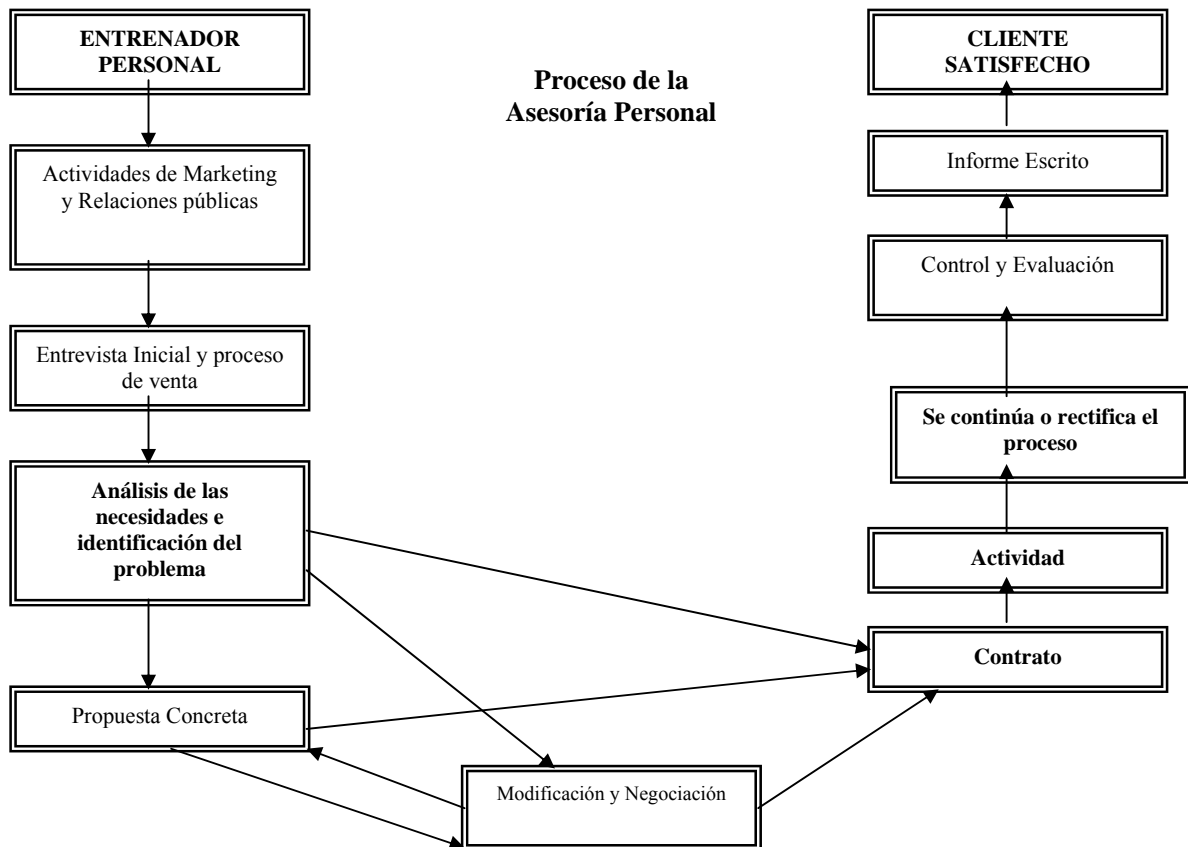 ENTRENADOR
PERSONAL
Actividades de Marketing
y Relaciones públicas
Entrevista Inicial y proceso
de venta
Análisis de las
necesidades e
identificación del
problema
Propuesta Concreta
Proceso de la
Asesoría Personal
Modificación y Negociación
CLIENTE
SATISFECHO
Informe Escrito
Control y Evaluación
Se continúa o rectifica el
proceso
Actividad
Contrato